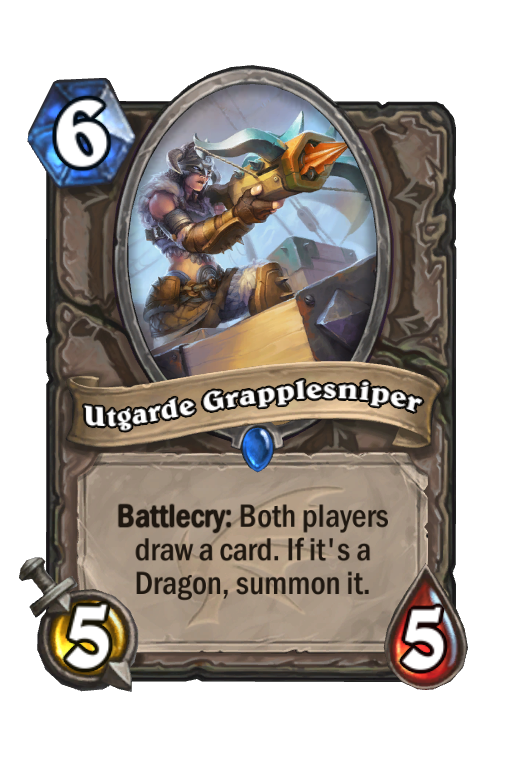 6
Utgarde Grapplesniper
Battlecry: Both players
draw a card. If it's a
Dragon, summon it.
5
5